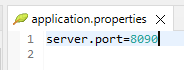 application.properties
1 server.port=8090
2